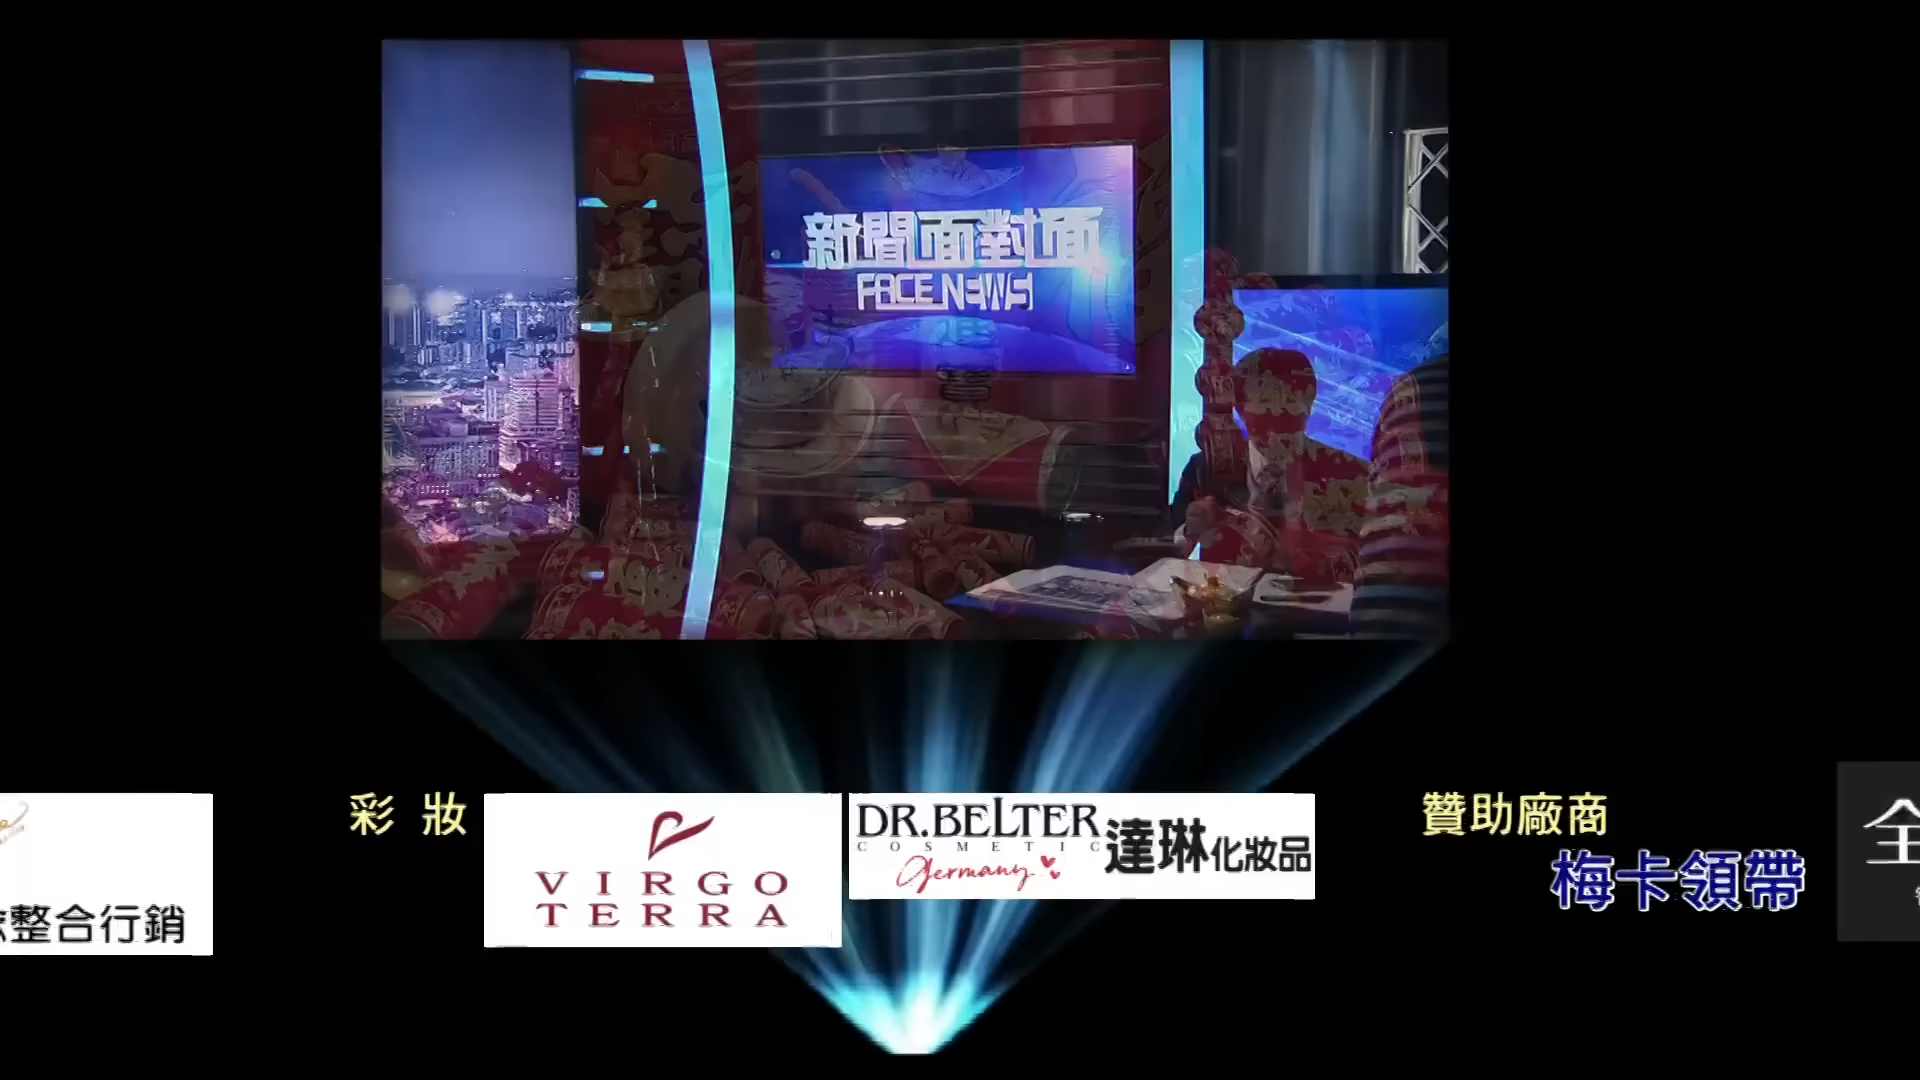 新聞面對面
FACE NEWS
整合行銷
彩 妝
VIRGO
TERRA
DR.BELTER
COSMETIC
Germany
達琳化妝品
贊助廠商
梅卡領帶
全